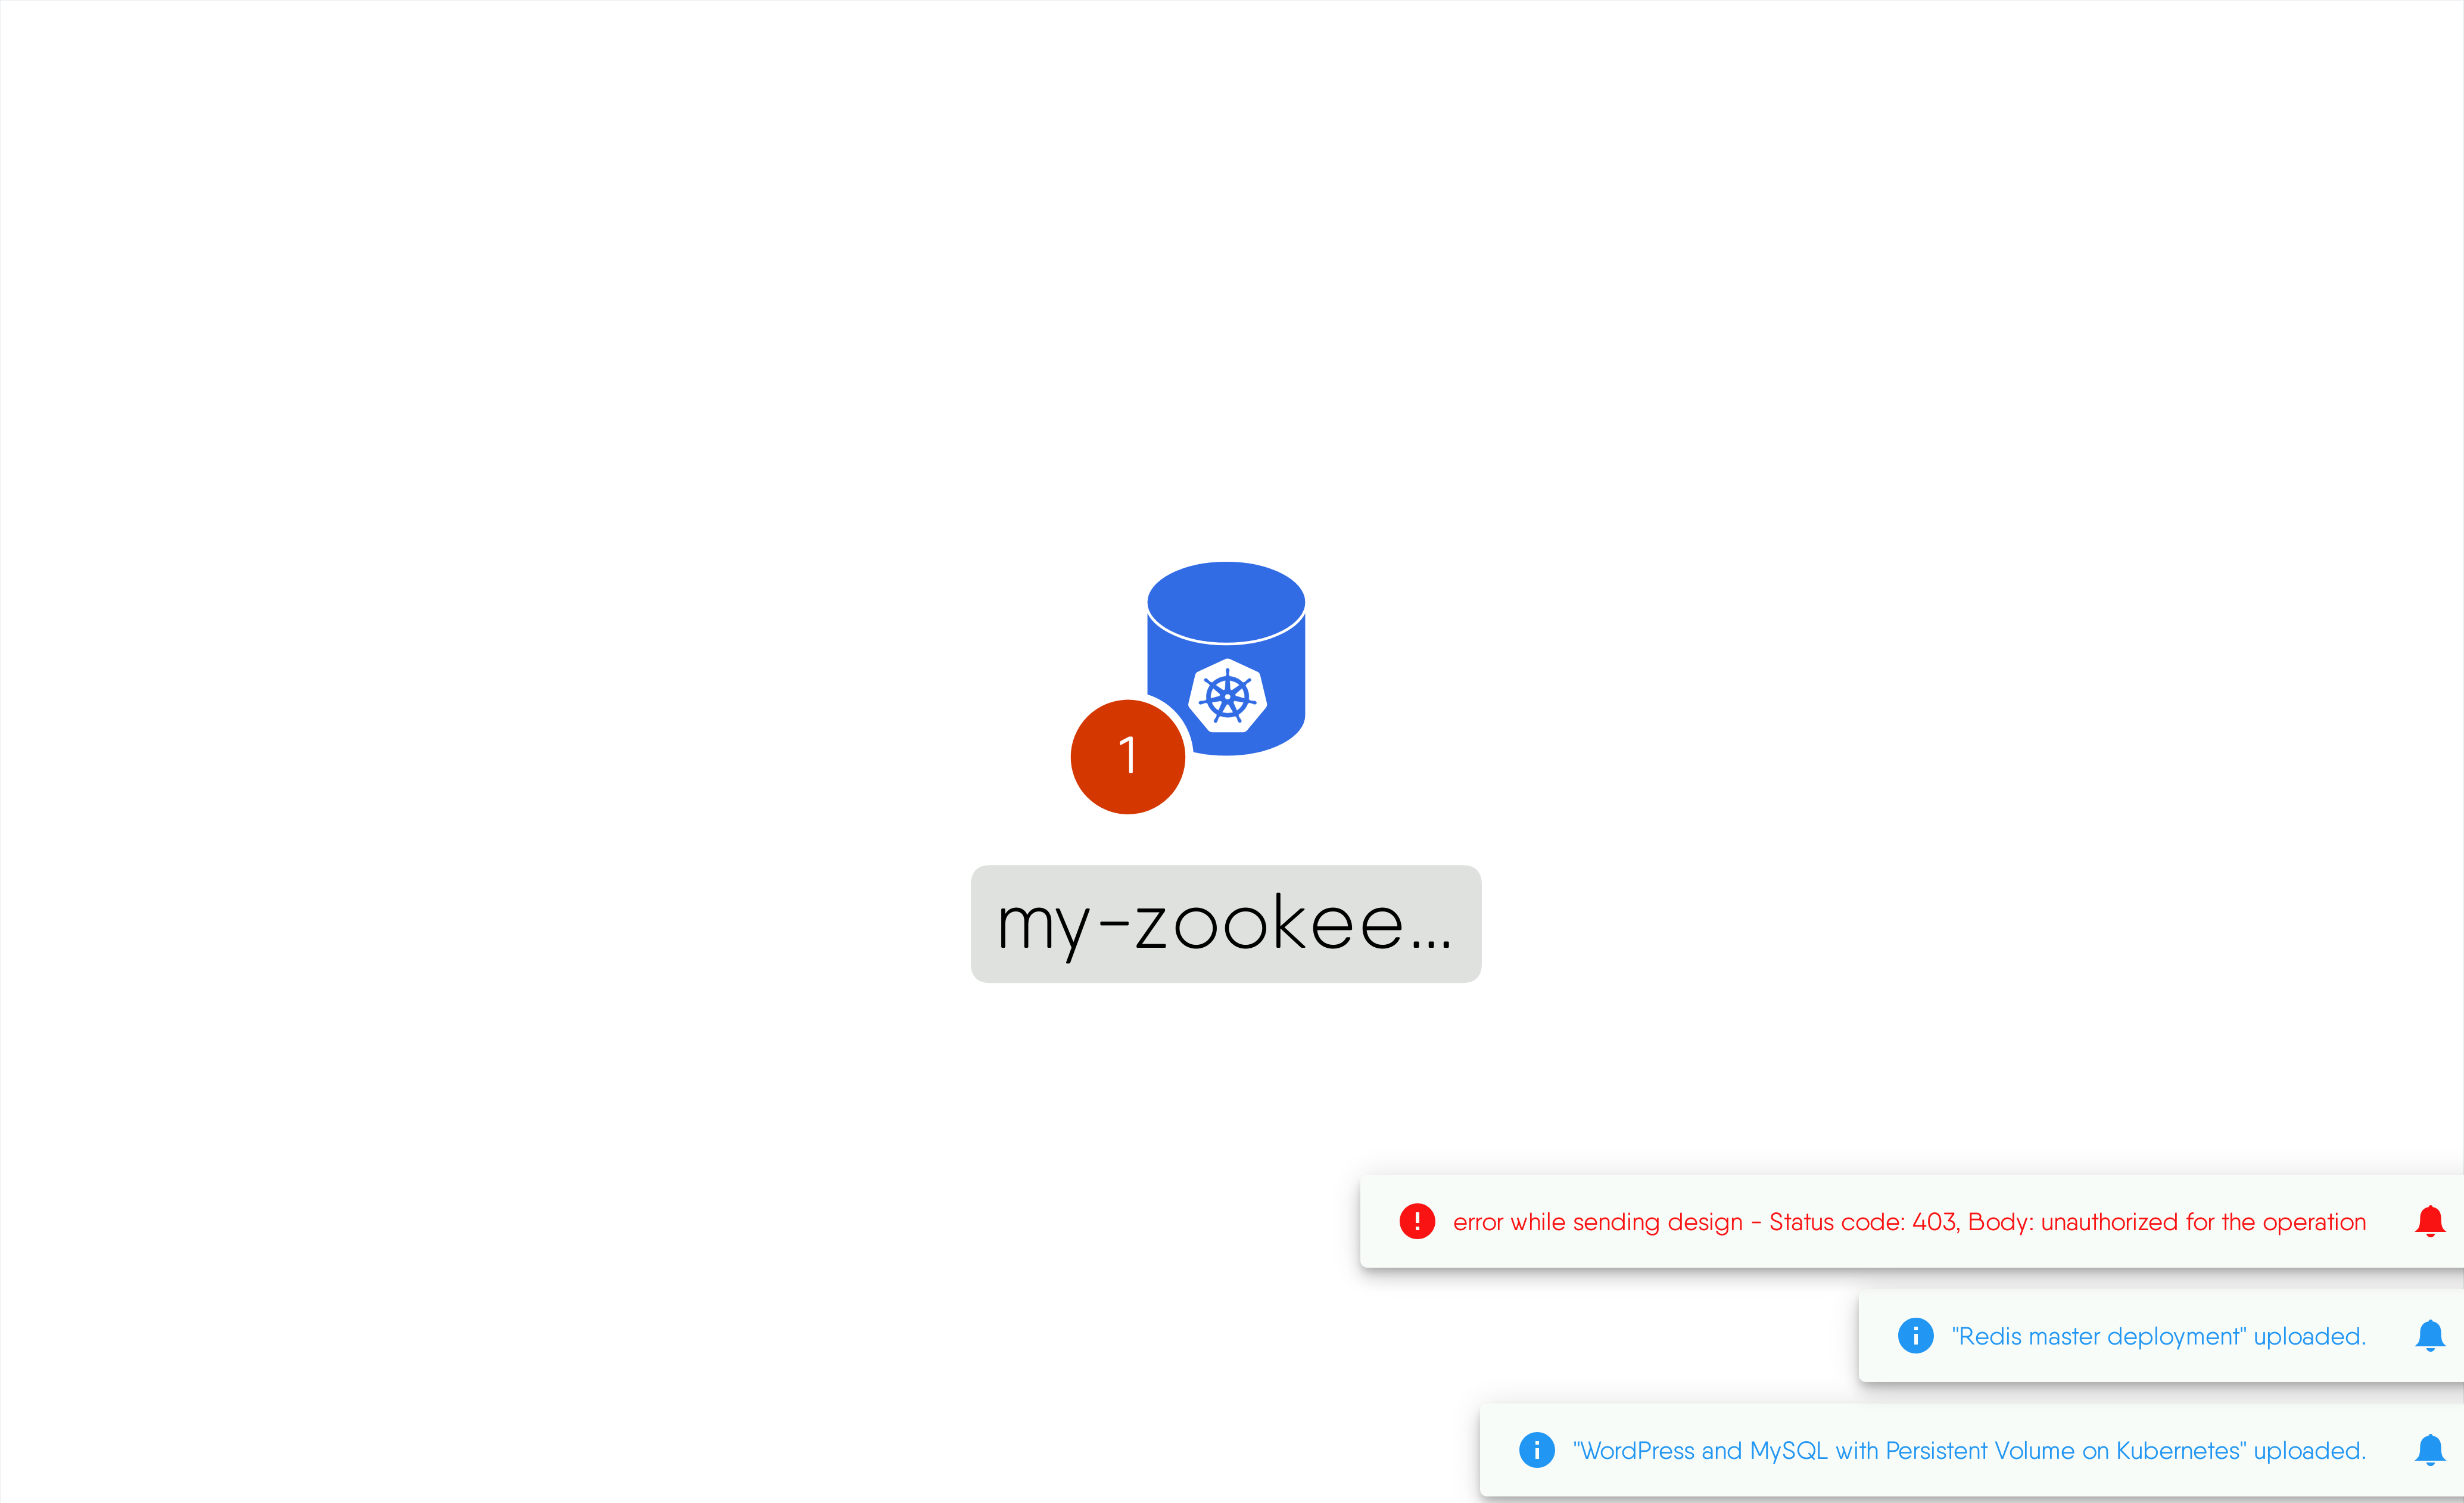 1
my-zookee...
error while sending design - Status code: 403, Body: unauthorized for the operation
"Redis master deployment" uploaded.
"WordPress and MySQL with Persistent Volume on Kubernetes" uploaded.